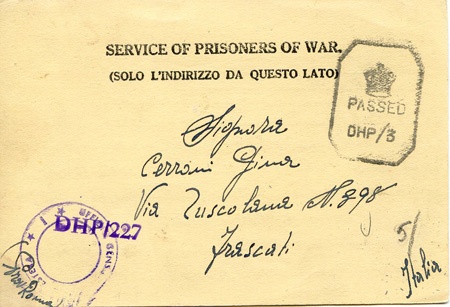 SERVICE OF PRISONERS OF WAR.
(SOLO L'INDIRIZZO DA QUESTO LATO)
PASSED
DHP/3
Signora
Cerroni Gina
Via Tuscolana N. 298
Frascati
DHP/227
5/
Italia